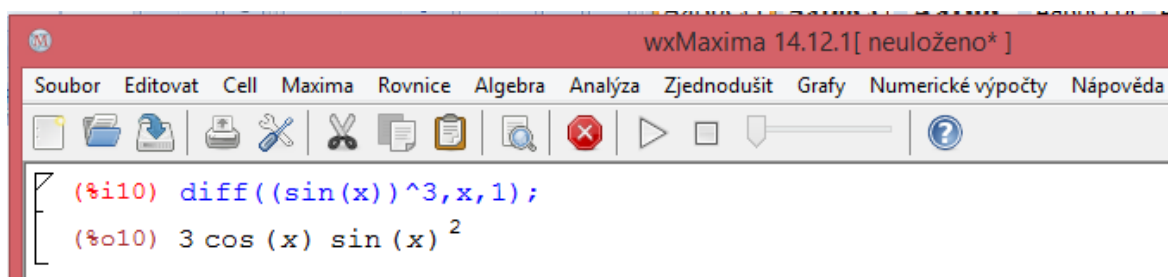 wxMaxima 14.12.1[ neuloženo* ]
Soubor Editovat Cell Maxima Rovnice Algebra Analýza Zjednodušit Grafy Numerické výpočty Nápověda
(%i10) diff((sin(x))^3,x,1);
(%o10) 3 cos (x) sin (x)²